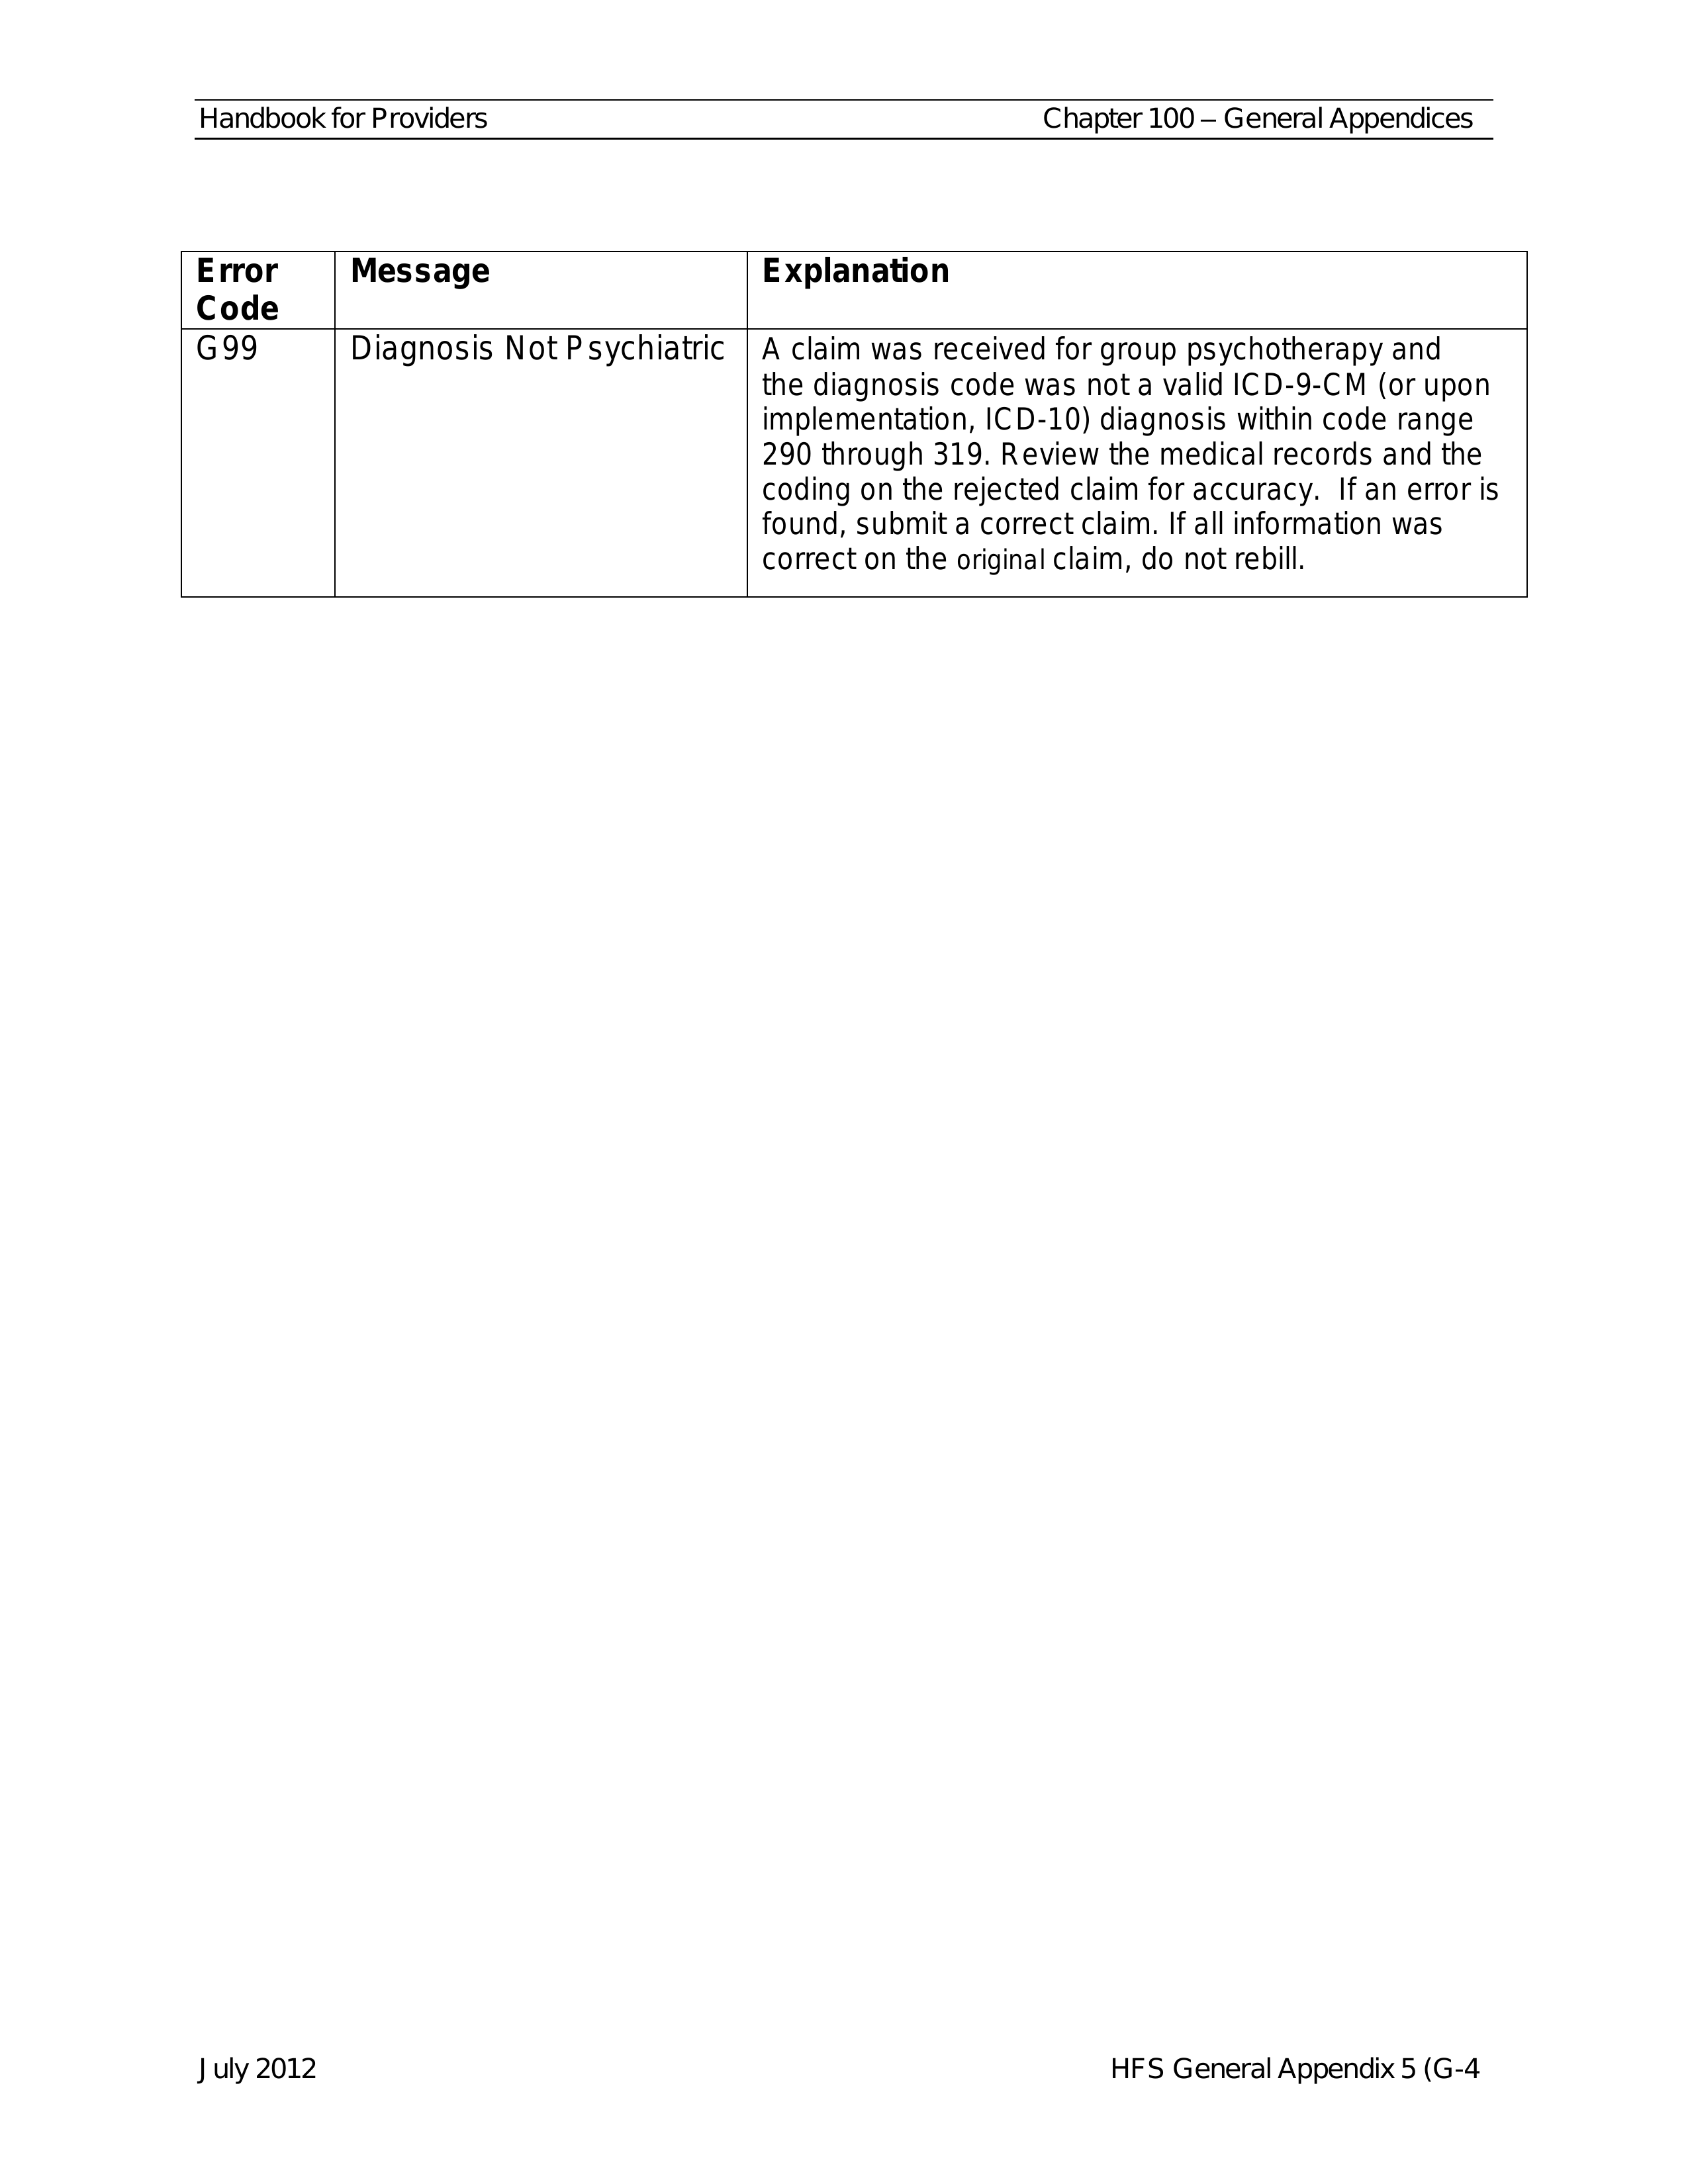 Handbook for Providers Chapter 100 – General Appendices
Error Code Message Explanation
G99 Diagnosis Not Psychiatric A claim was received for group psychotherapy and
the diagnosis code was not a valid ICD-9-CM (or upon
implementation, ICD-10) diagnosis within code range
290 through 319. Review the medical records and the
coding on the rejected claim for accuracy.  If an error is
found, submit a correct claim. If all information was
correct on the original claim, do not rebill.
July 2012 HFS General Appendix 5 (G-4